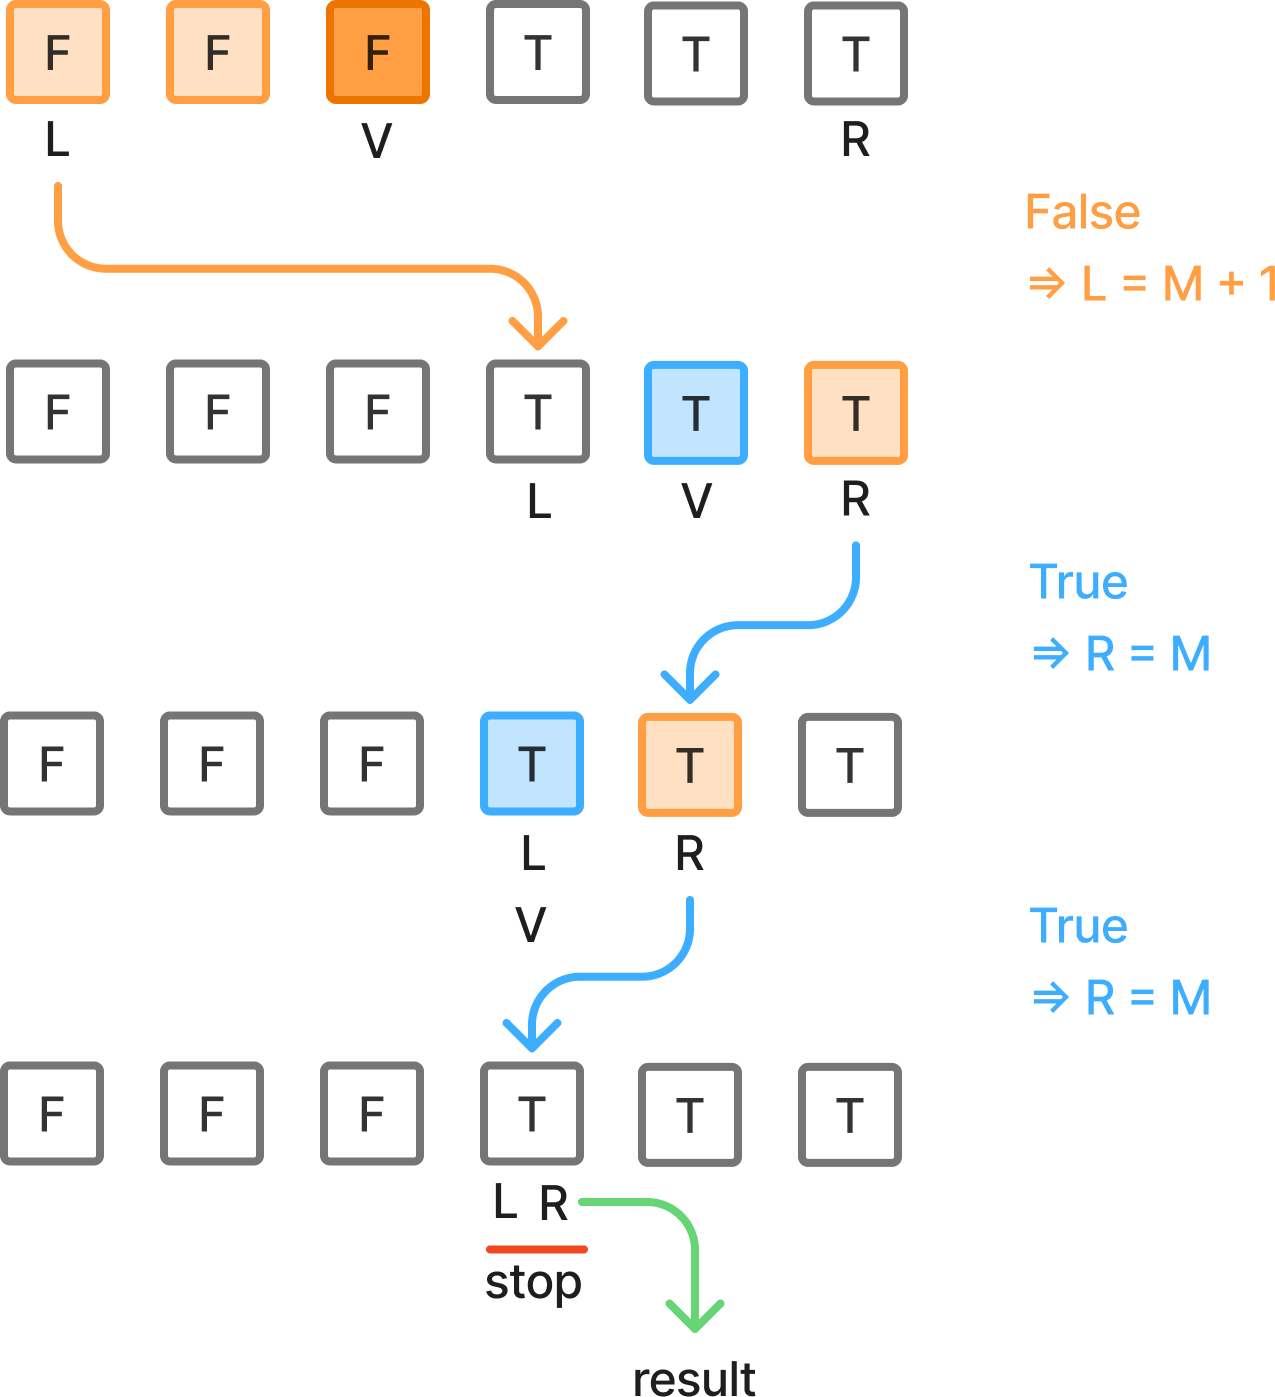 F F F T T T
L V R
False
⇒ L = M + 1
F F F T T T
L V R
True
⇒ R = M
F F F T T T
L R
V
True
⇒ R = M
F F F T T T
L R
stop
result